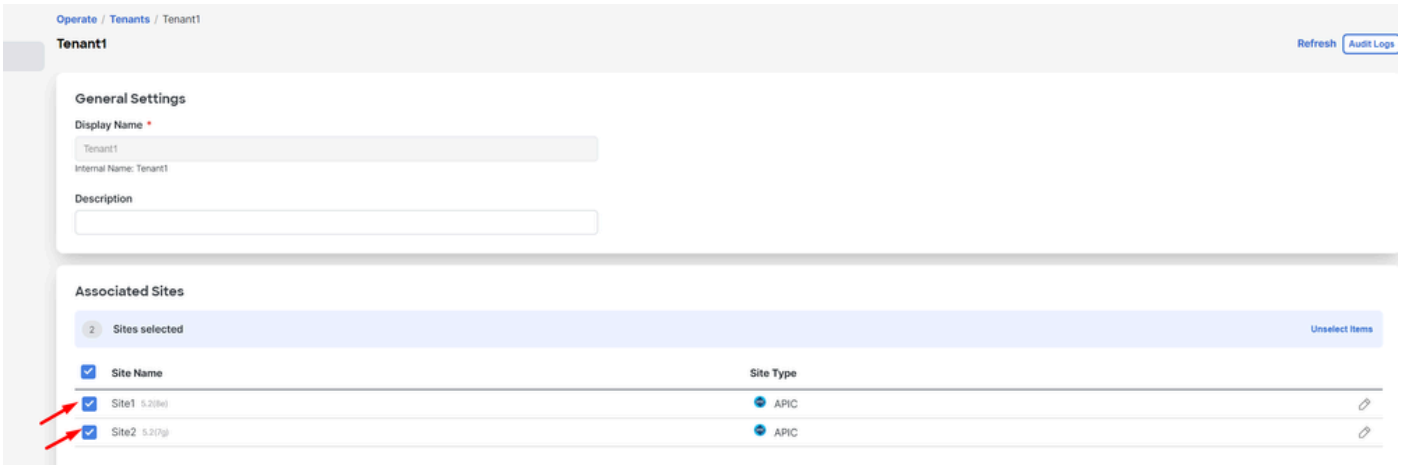 Operate / Tenants / Tenant1
Tenant1
Refresh Audit Logs
General Settings
Display Name *
Tenant1
Internal Name: Tenant1
Description
Associated Sites
2 Sites selected Unselect Items
Site Name Site Type
Site1 5.2(8e) APIC
Site2 5.2(7g) APIC